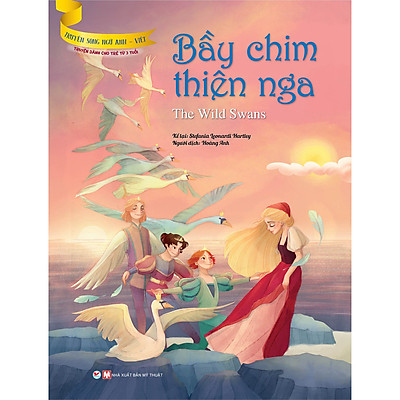 TRUYỆN SONG NGỮ ANH - VIỆT
TRUYỆN DÀNH CHO TRẺ TỪ 3 TUỔI
Bầy chim
thiên nga
The Wild Swans
Kể lại: Stefania Leonardi Hartley
Người dịch: Hoàng Anh
NHÀ XUẤT BẢN MỸ THUẬT